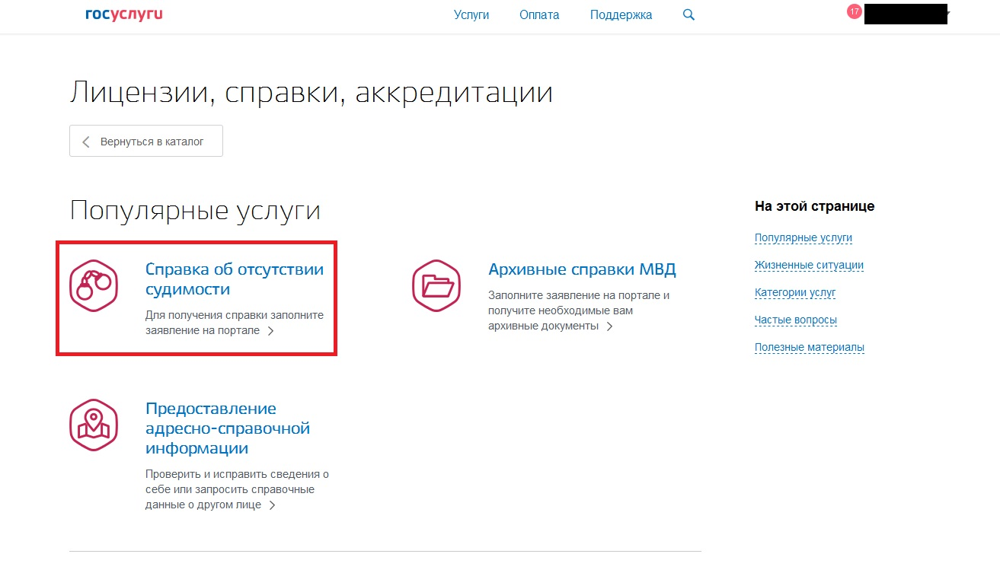 госуслуги
Услуги Оплата Поддержка
17
Лицензии, справки, аккредитации
Вернуться в каталог
Популярные услуги
Справка об отсутствии
судимости
Для получения справки заполните
заявление на портале
Архивные справки МВД
Заполните заявление на портале и
получите необходимые вам
архивные документы
Предоставление
адресно-справочной
информации
Проверить и исправить сведения о
себе или запросить справочные
данные о другом лице
На этой странице
Популярные услуги
Жизненные ситуации
Категории услуг
Частые вопросы
Полезные материалы